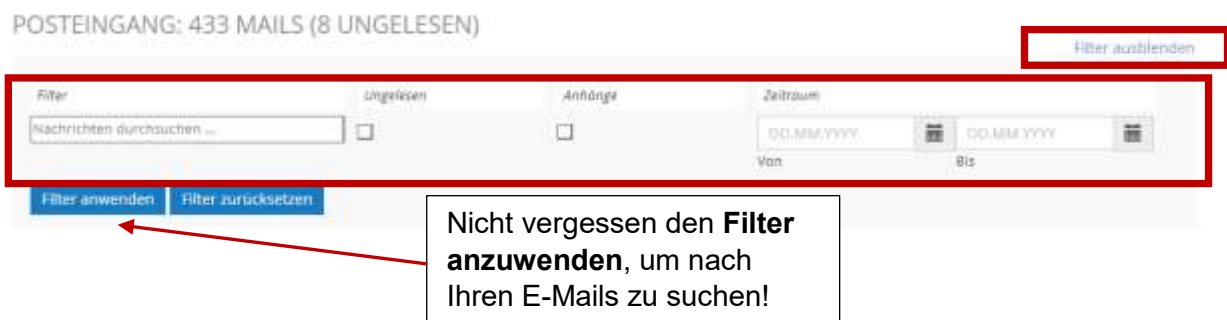 POSTEINGANG: 433 MAILS (8 UNGELESEN)
Filter ausblenden
Filter Ungelesen Anhänge Zeitraum
Nachrichten durchsuchen ... DD.MM.YYYY DD.MM.YYYY
Von Bis
Filter anwenden Filter zurücksetzen
Nicht vergessen den Filter
anzuwenden, um nach
Ihren E-Mails zu suchen!